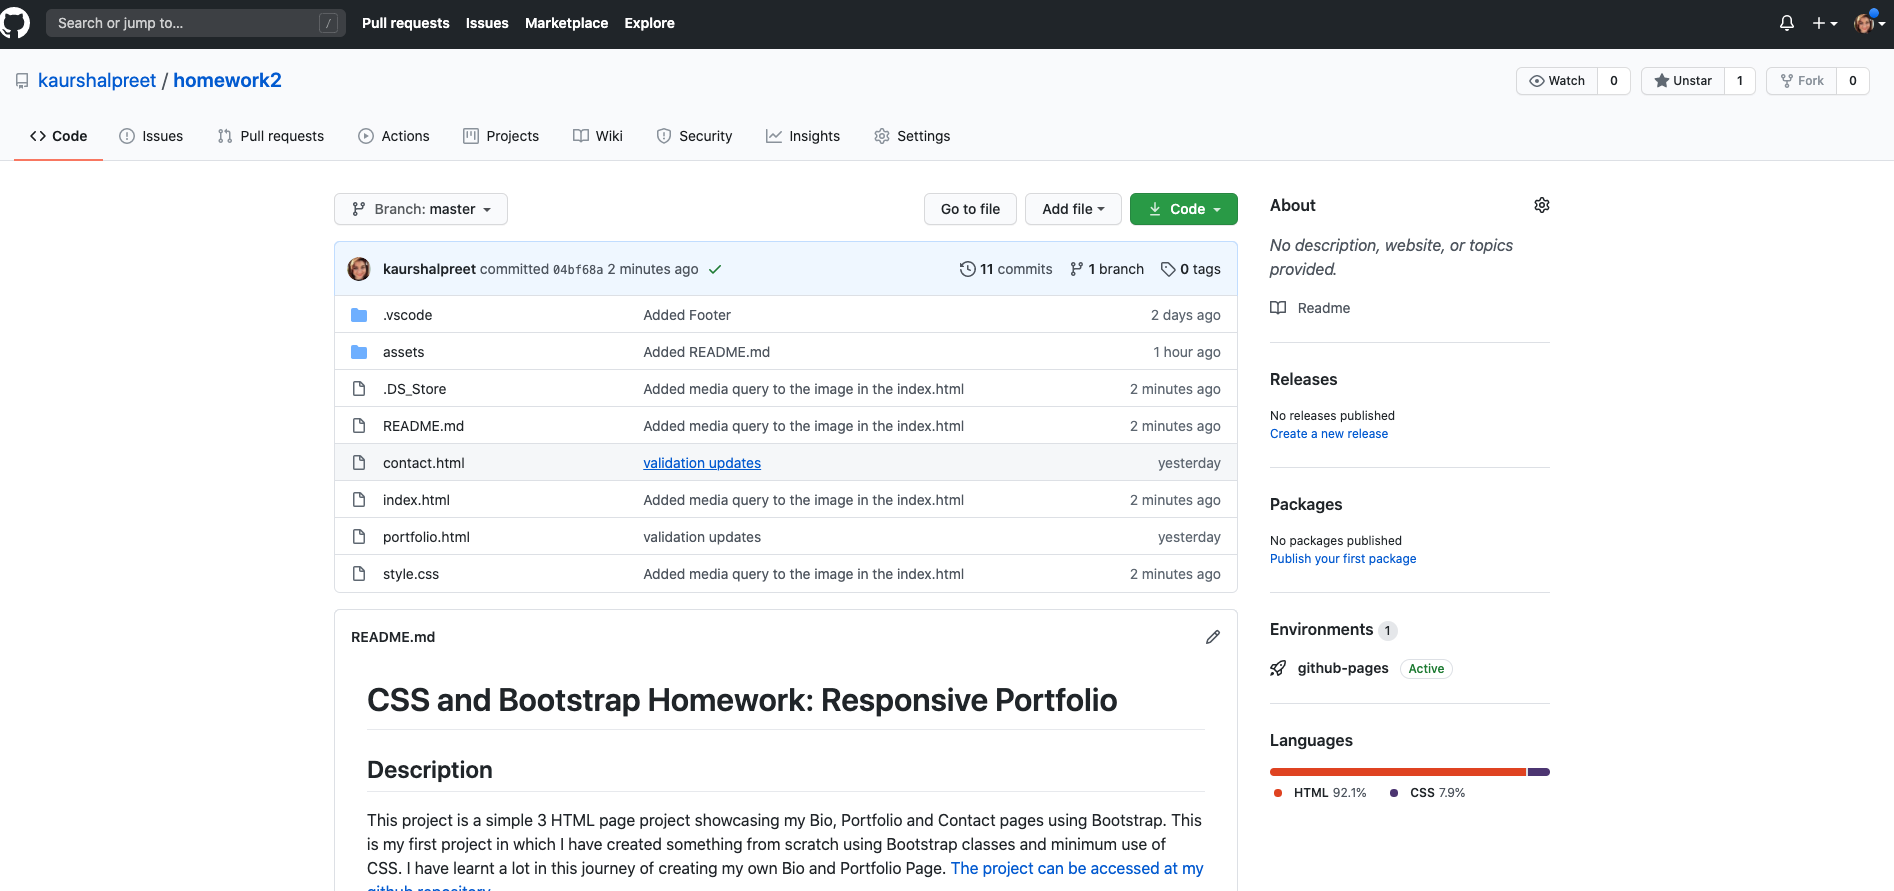 Search or jump to... /
Pull requests Issues Marketplace Explore
kaurshalpreet / homework2
Watch 0 Unstar 1 Fork 0
Code Issues Pull requests Actions Projects Wiki Security Insights Settings
Branch: master Go to file Add file Code
kaurshalpreet committed 04bf68a 2 minutes ago 11 commits 1 branch 0 tags
.vscode Added Footer 2 days ago
assets Added README.md 1 hour ago
.DS_Store Added media query to the image in the index.html 2 minutes ago
README.md Added media query to the image in the index.html 2 minutes ago
contact.html validation updates yesterday
index.html Added media query to the image in the index.html 2 minutes ago
portfolio.html validation updates yesterday
style.css Added media query to the image in the index.html 2 minutes ago
README.md
CSS and Bootstrap Homework: Responsive Portfolio
Description
This project is a simple 3 HTML page project showcasing my Bio, Portfolio and Contact pages using Bootstrap. This
is my first project in which I have created something from scratch using Bootstrap classes and minimum use of
CSS. I have learnt a lot in this journey of creating my own Bio and Portfolio Page. The project can be accessed at my
github repository
About
No description, website, or topics
provided.
Readme
Releases
No releases published
Create a new release
Packages
No packages published
Publish your first package
Environments 1
github-pages Active
Languages
HTML 92.1% CSS 7.9%